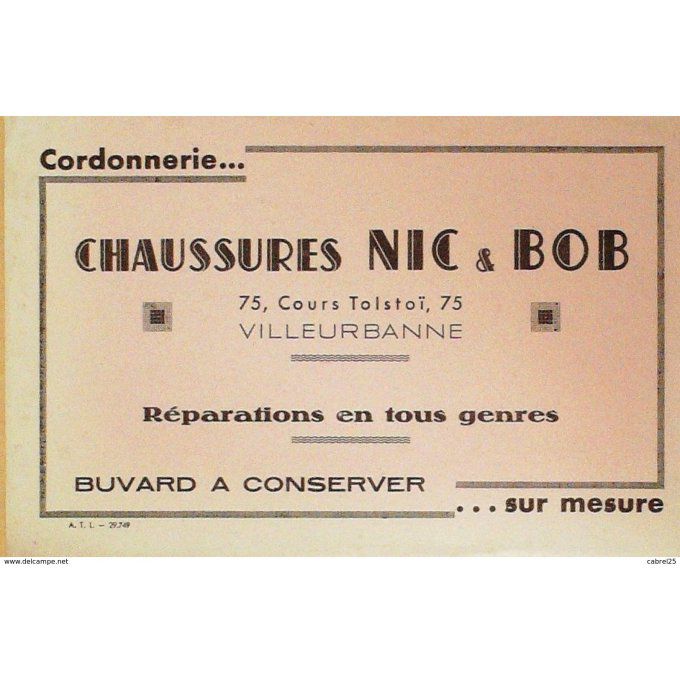 Cordonnerie...
CHAUSSURES NIC & BOB
75, Cours Tolstoï, 75
VILLEURBANNE
Réparations en tous genres
BUVARD A CONSERVER
... sur mesure
A. T. L. — 29.749
www.delcampe.net
cabrel25